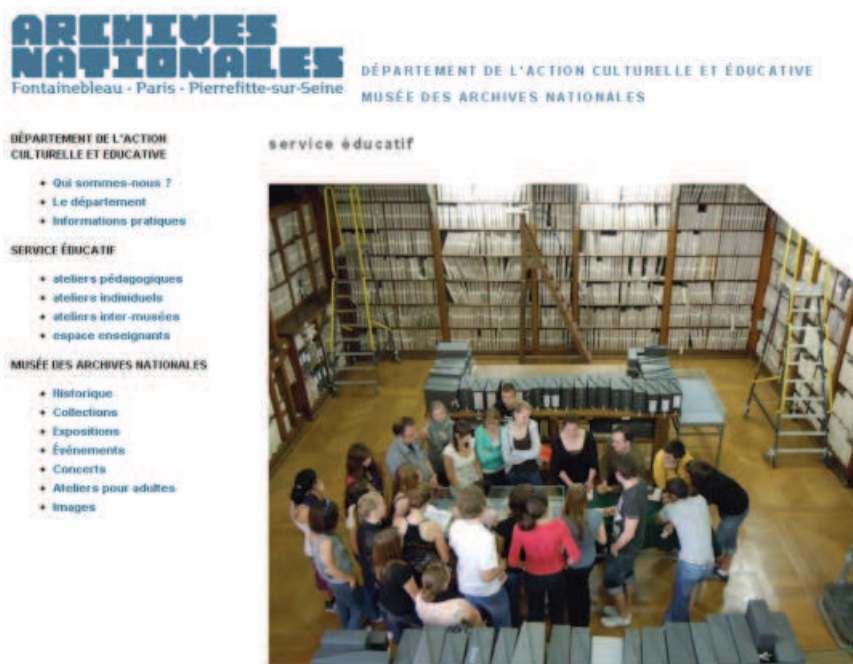 ARCHIVES
NATIONALES
Fontainebleau - Paris - Pierrefitte-sur-Seine
DÉPARTEMENT DE L'ACTION CULTURELLE ET ÉDUCATIVE
MUSÉE DES ARCHIVES NATIONALES
DÉPARTEMENT DE L'ACTION
CULTURELLE ET EDUCATIVE
Qui sommes-nous ?
Le département
Informations pratiques
SERVICE ÉDUCATIF
ateliers pédagogiques
ateliers individuels
ateliers inter-musées
espace enseignants
MUSÉE DES ARCHIVES NATIONALES
Historique
Collections
Expositions
Événements
Concerts
Ateliers pour adultes
Images
service éducatif